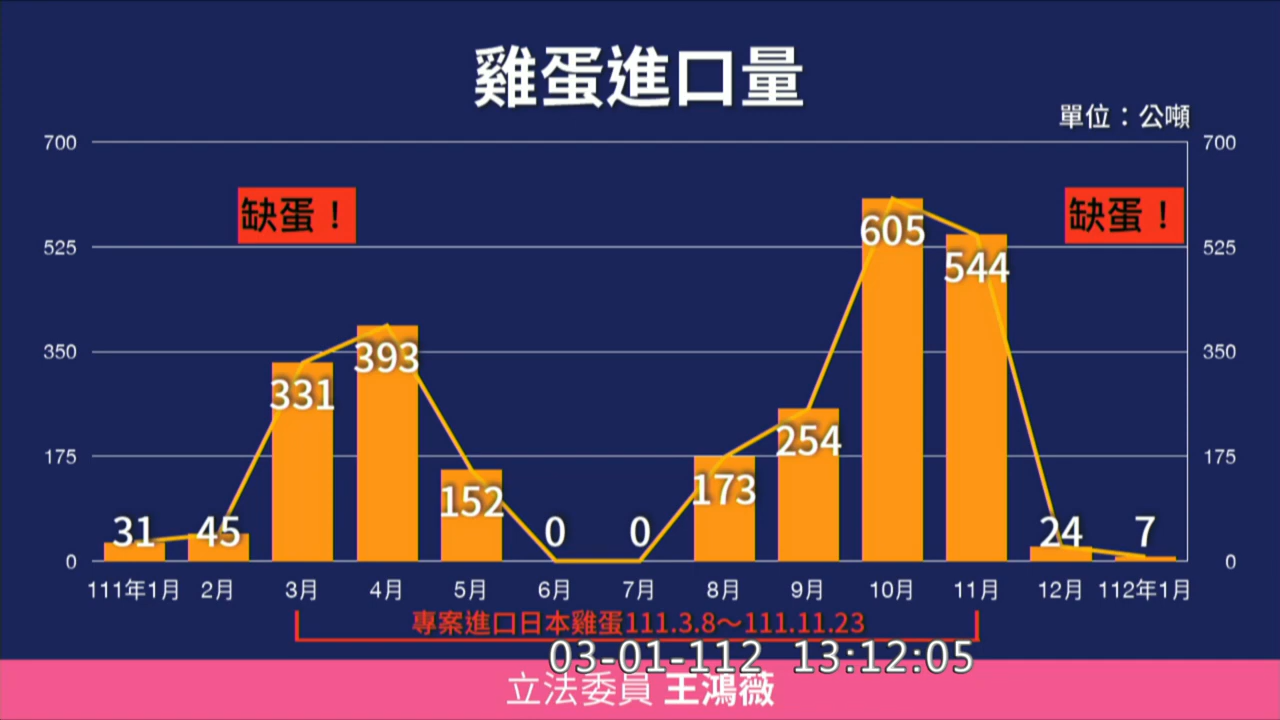 雞蛋進口量
單位：公噸
700 700
缺蛋！ 缺蛋！
605
525 525
544
350 393 350
331
254
175 152 173 175
31 45 0 0 24 7
0 0
111年1月 2月 3月 4月 5月 6月 7月 8月 9月 10月 11月 12月 112年1月
專案進口日本雞蛋111.3.8～111.11.23
03-01-112 13:12:05
立法委員 王鴻薇